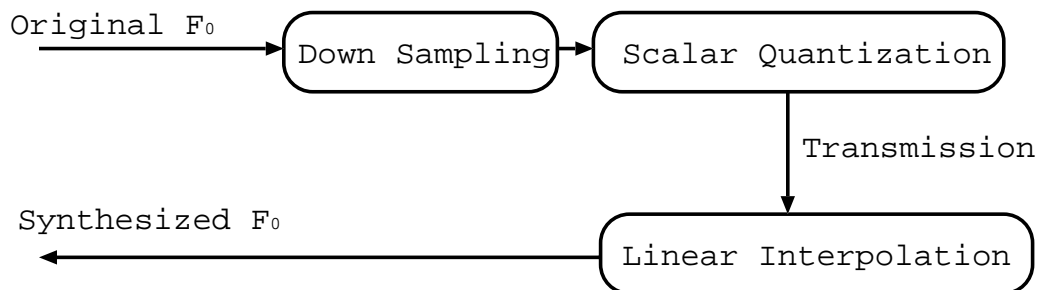 Original F₀
Down Sampling
Scalar Quantization
Transmission
Synthesized F₀
Linear Interpolation